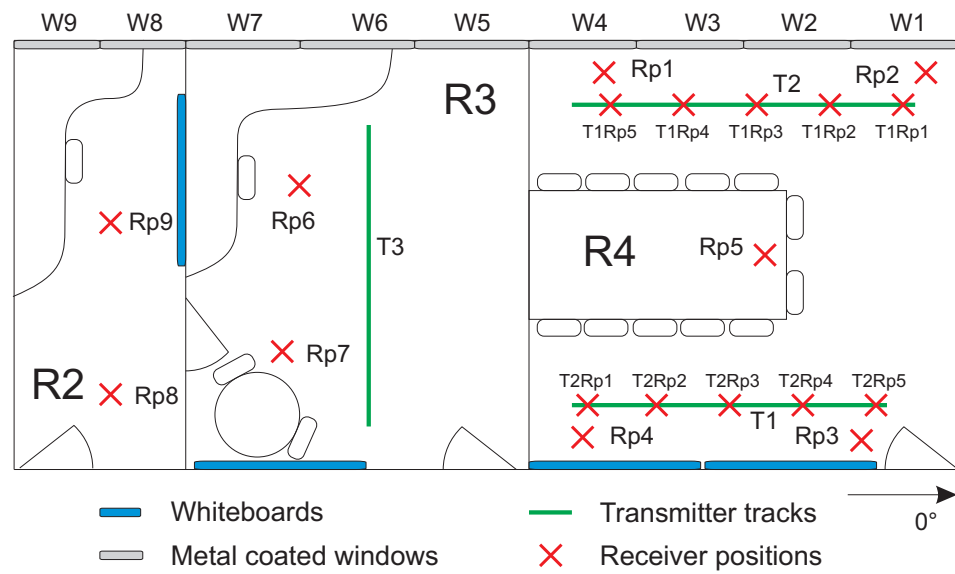 W9 W8 W7 W6 W5 W4 W3 W2 W1
Rp1 Rp2
R3 T2
T1Rp5 T1Rp4 T1Rp3 T1Rp2 T1Rp1
Rp9 Rp6
T3 R4 Rp5
Rp7
R2 Rp8
T2Rp1 T2Rp2 T2Rp3 T2Rp4 T2Rp5
T1
Rp4 Rp3
Whiteboards Transmitter tracks 0°
Metal coated windows Receiver positions